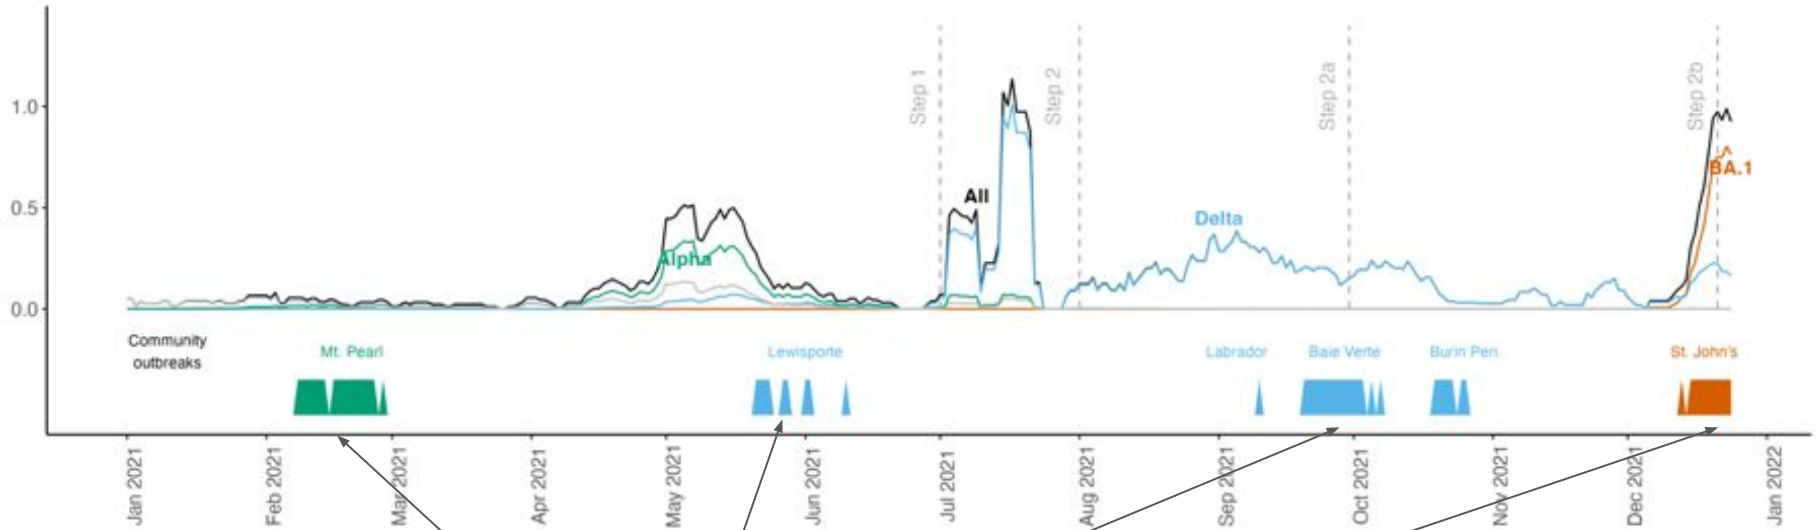 1.0
0.5
0.0
Step 1
Step 2
Step 2a
Step 2b
All
Alpha
Delta
BA.1
Community
outbreaks
Mt. Pearl
Lewisporte
Labrador
Baie Verte
Burin Pen.
St. John's
Jan 2021
Feb 2021
Mar 2021
Apr 2021
May 2021
Jun 2021
Jul 2021
Aug 2021
Sep 2021
Oct 2021
Nov 2021
Dec 2021
Jan 2022